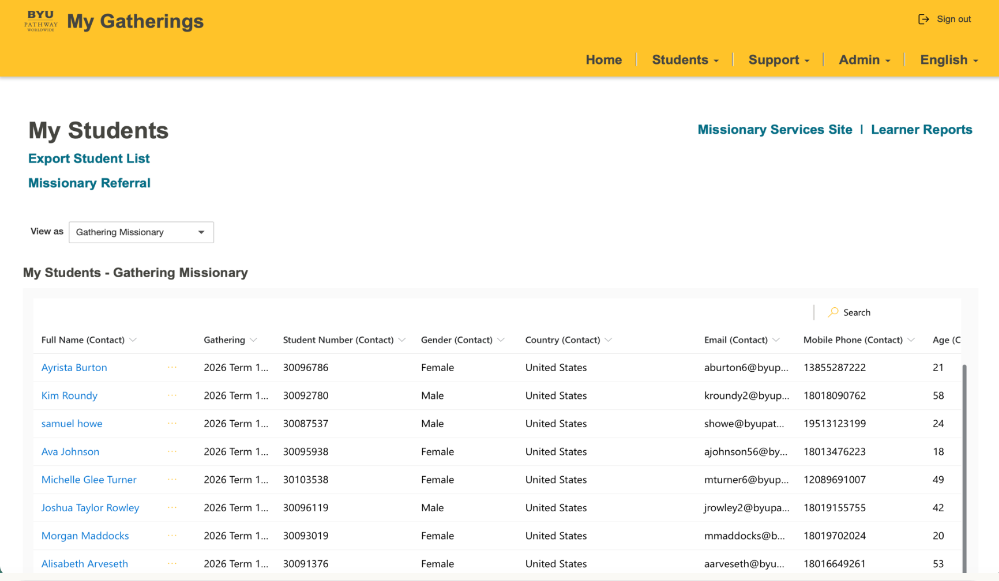 BYU
PATHWAY
WORLDWIDE
My Gatherings
Sign out
Home
Students
Support
Admin
English
My Students
Missionary Services Site | Learner Reports
Export Student List
Missionary Referral
View as Gathering Missionary
My Students - Gathering Missionary
Search
Full Name (Contact) Gathering Student Number (Contact) Gender (Contact) Country (Contact) Email (Contact) Mobile Phone (Contact) Age (C
Ayrista Burton ... 2026 Term 1... 30096786 Female United States aburton6@byup... 13855287222 21
Kim Roundy ... 2026 Term 1... 30092780 Male United States kroundy2@byup... 18018090762 58
samuel howe ... 2026 Term 1... 30087537 Male United States showe@byupat... 19513123199 24
Ava Johnson ... 2026 Term 1... 30095938 Female United States ajohnson56@by... 18013476223 18
Michelle Glee Turner ... 2026 Term 1... 30103538 Female United States mturner6@byup... 12089691007 49
Joshua Taylor Rowley ... 2026 Term 1... 30096119 Male United States jrowley2@byupa... 18019155755 42
Morgan Maddocks ... 2026 Term 1... 30093019 Female United States mmaddocks@b... 18019702024 20
Alisabeth Arveseth ... 2026 Term 1... 30091376 Female United States aarveseth@byu... 18016649261 53